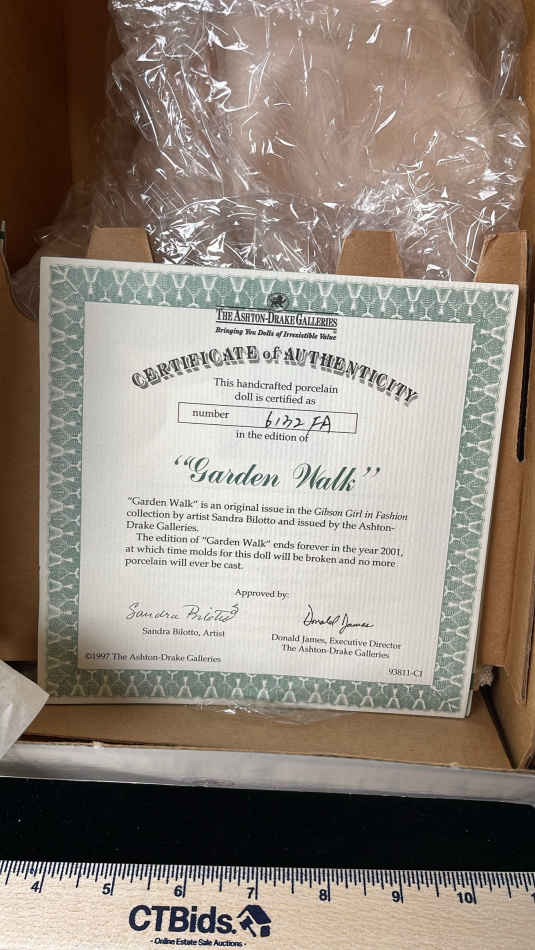 THE ASHTON-DRAKE GALLERIES
Bringing You Dolls of Irresistible Value
CERTIFICATE of AUTHENTICITY
This handcrafted porcelain
doll is certified as
number 6132 FA
in the edition of
“Garden Walk”
“Garden Walk” is an original issue in the Gibson Girl in Fashion
collection by artist Sandra Bilotto and issued by the Ashton-
Drake Galleries.
The edition of “Garden Walk” ends forever in the year 2001,
at which time molds for this doll will be broken and no more
porcelain will ever be cast.
Approved by:
Sandra Bilotto
Donald James
Sandra Bilotto, Artist
Donald James, Executive Director
The Ashton-Drake Galleries
©1997 The Ashton-Drake Galleries
93811-CI
4 5 6 7 8 9 10
CTBids.
- Online Estate Sale Auctions -